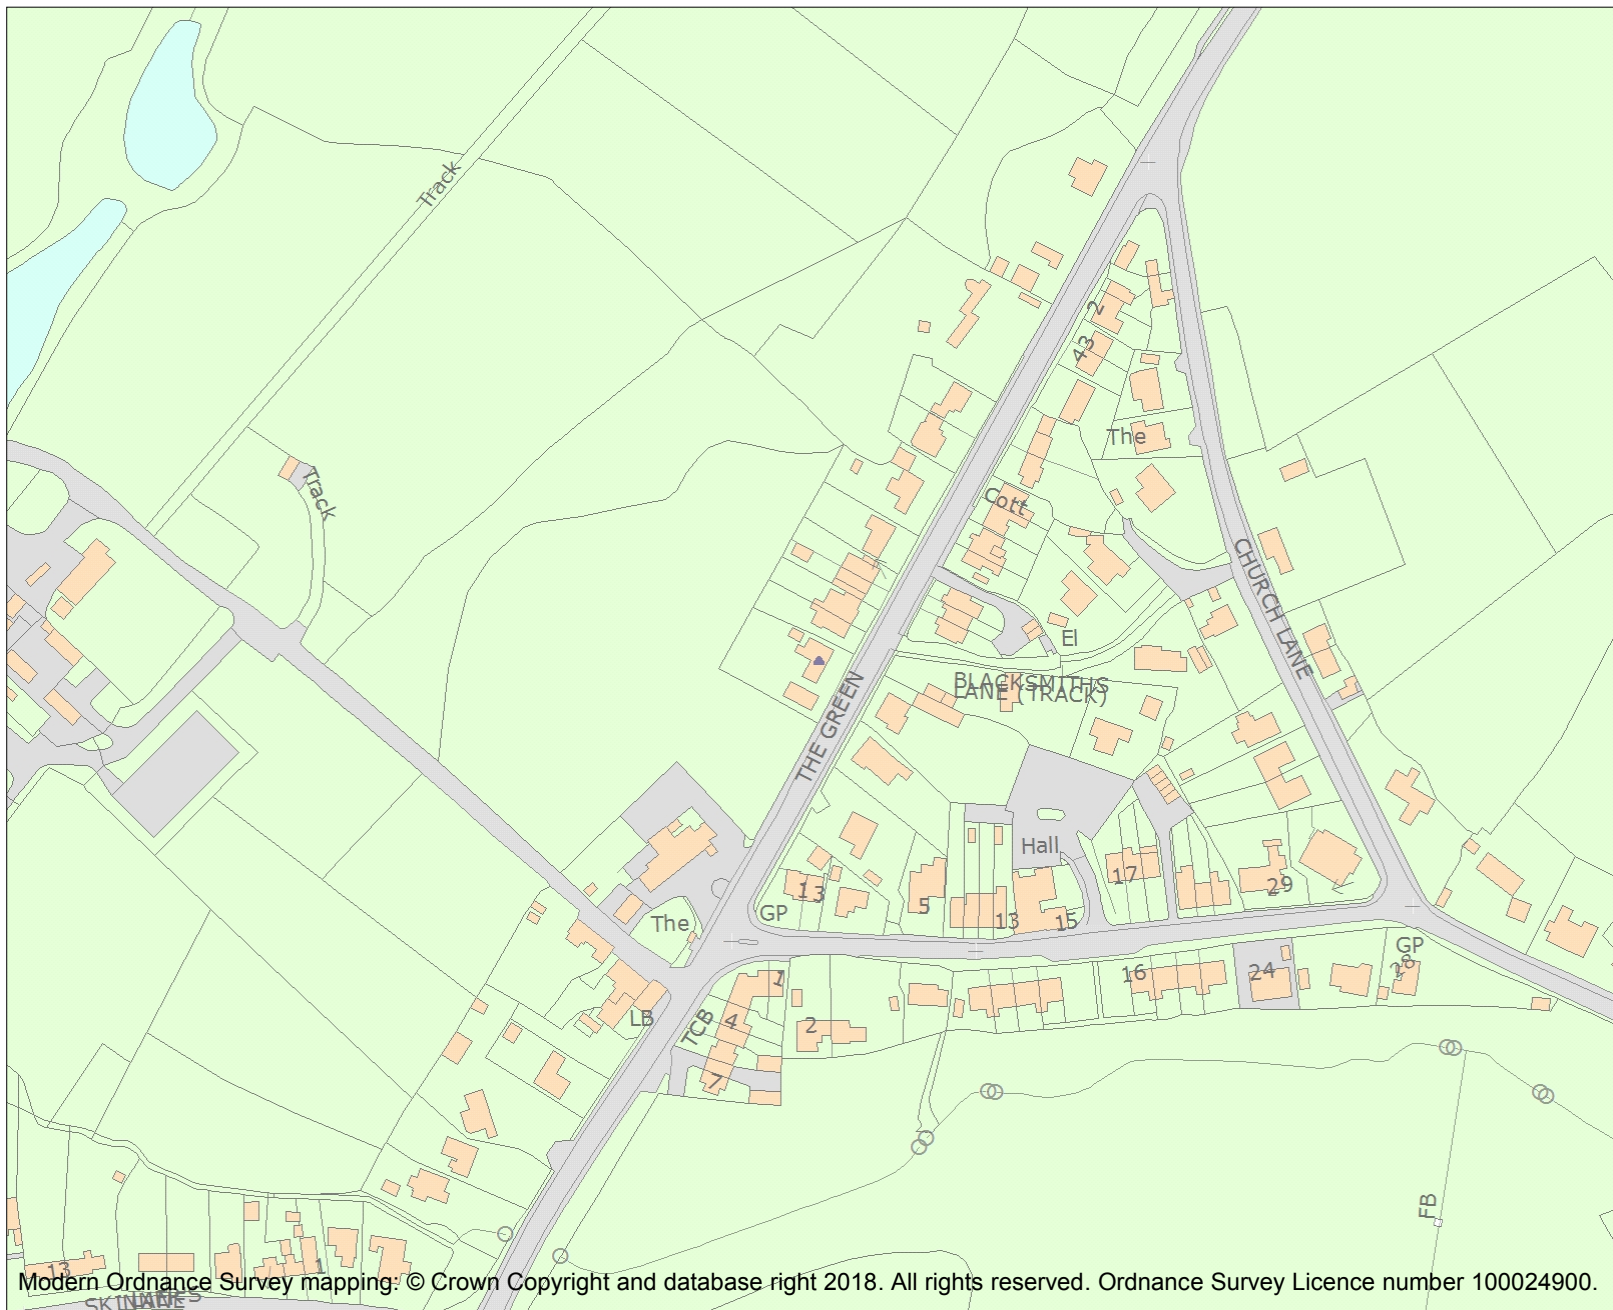 Track
2
43
The
Track
Cott
CHURCH LANE
El
BLACKSMITHS
LANE (TRACK)
THE GREEN
Hall
17
29
13
5
GP
The
13
15
GP
28
16
24
1
LB
TCB
4
2
7
FB
13
1
Modern Ordnance Survey mapping: © Crown Copyright and database right 2018. All rights reserved. Ordnance Survey Licence number 100024900.